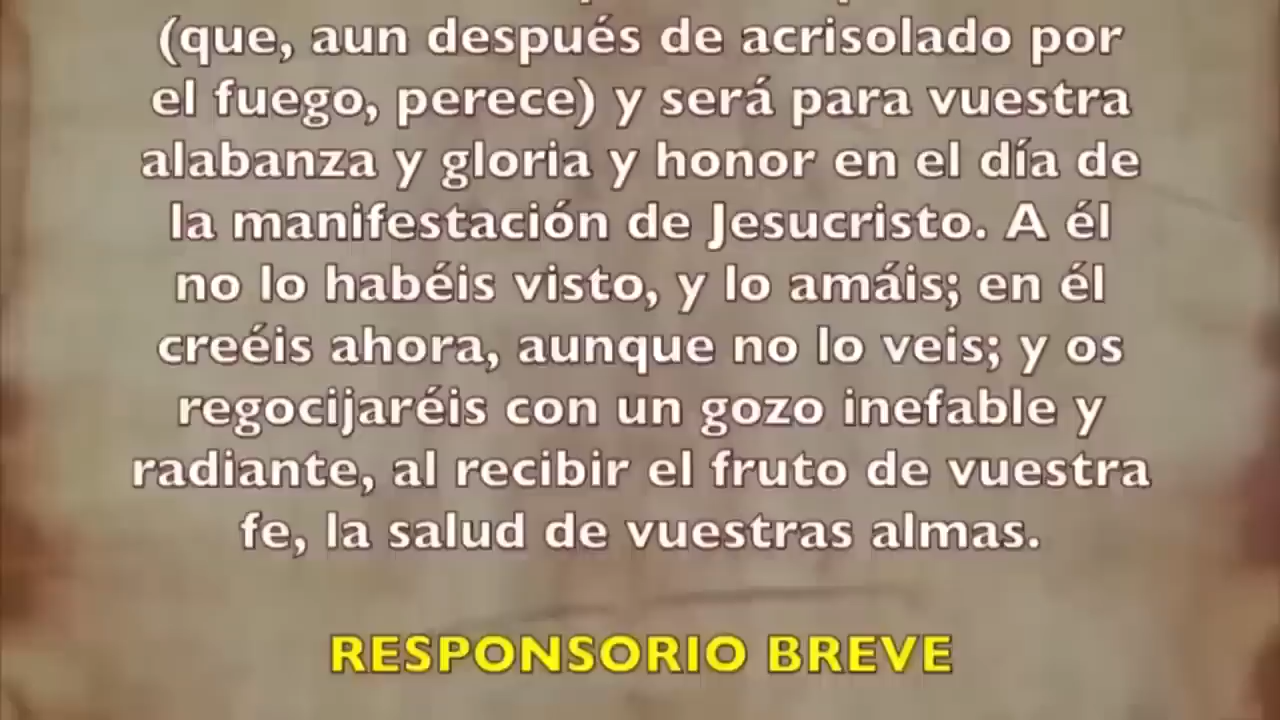 (que, aun después de acrisolado por
el fuego, perece) y será para vuestra
alabanza y gloria y honor en el día de
la manifestación de Jesucristo. A él
no lo habéis visto, y lo amáis; en él
creéis ahora, aunque no lo veis; y os
regocijaréis con un gozo inefable y
radiante, al recibir el fruto de vuestra
fe, la salud de vuestras almas.
RESPONSORIO BREVE